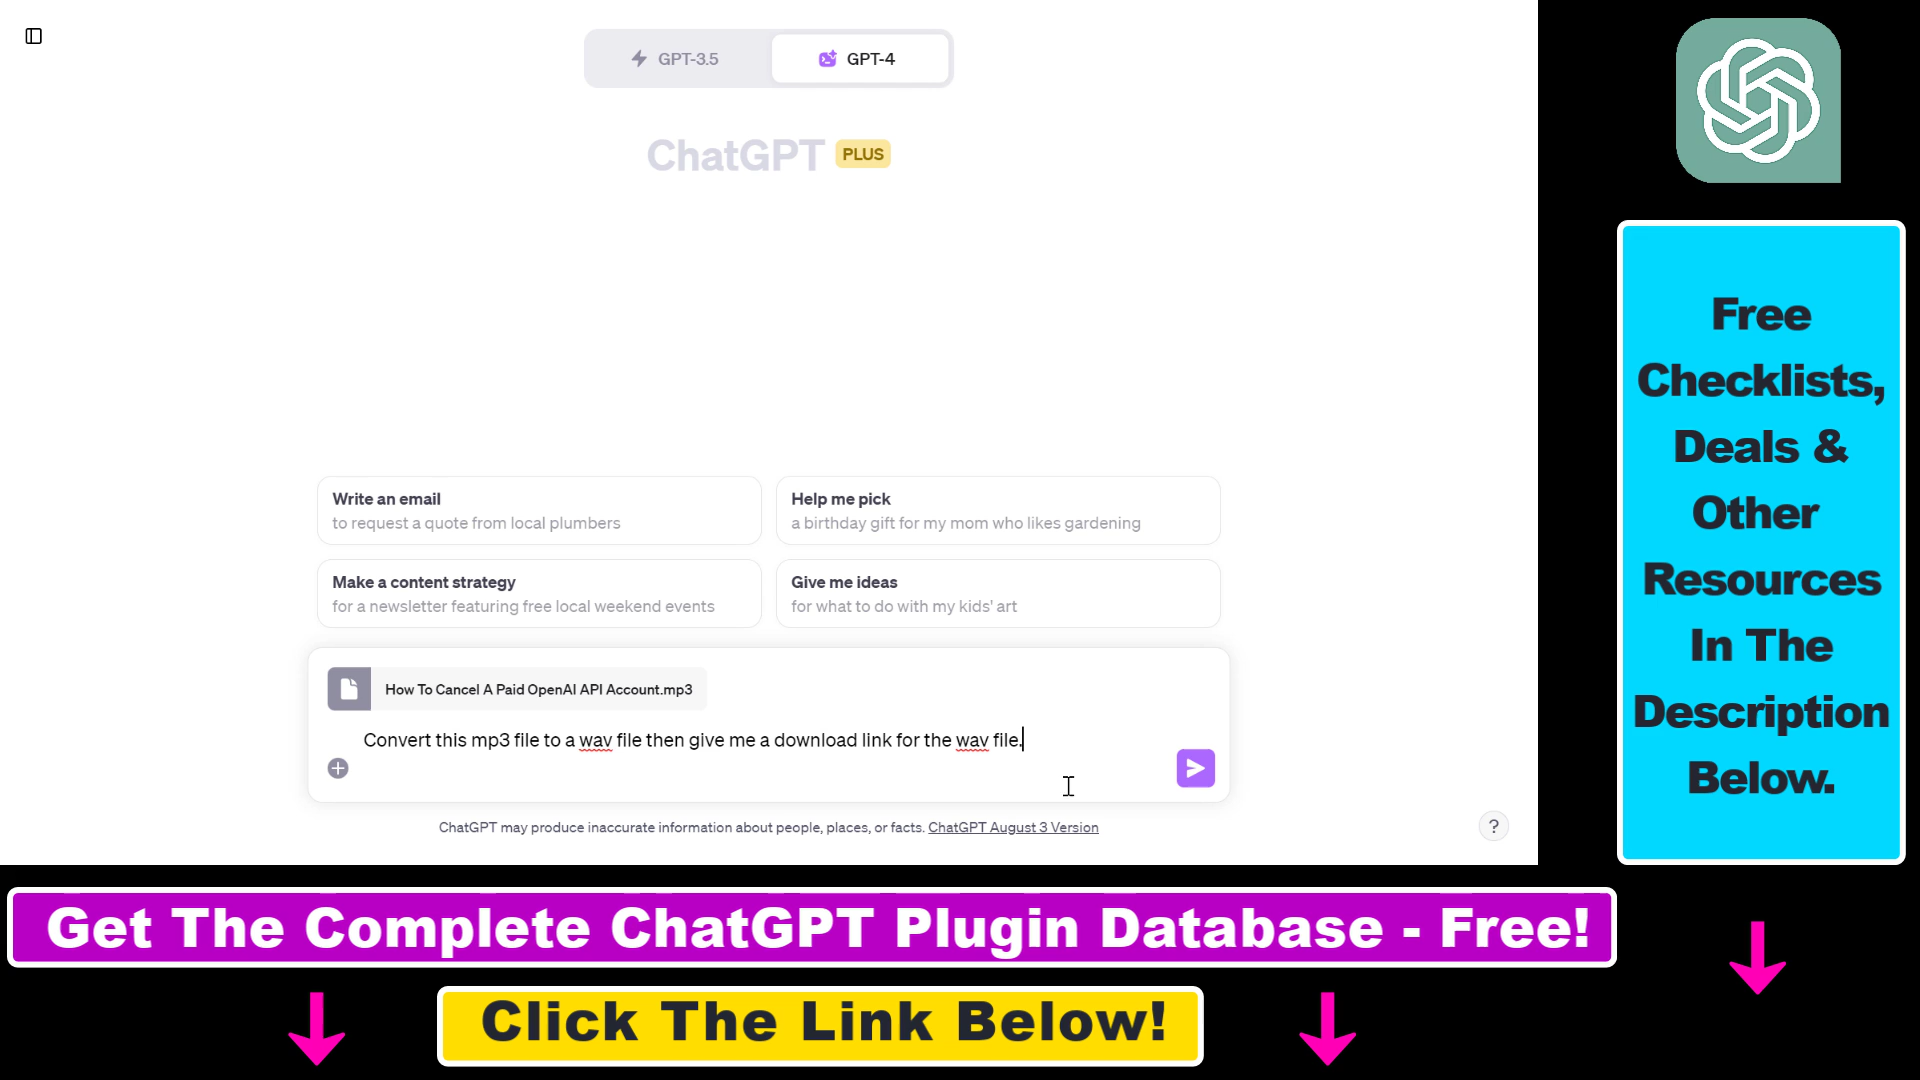 GPT-3.5
GPT-4
ChatGPT PLUS
Write an email
to request a quote from local plumbers
Help me pick
a birthday gift for my mom who likes gardening
Make a content strategy
for a newsletter featuring free local weekend events
Give me ideas
for what to do with my kids' art
How To Cancel A Paid OpenAI API Account.mp3
Convert this mp3 file to a wav file then give me a download link for the wav file.
ChatGPT may produce inaccurate information about people, places, or facts. ChatGPT August 3 Version
?
Free
Checklists,
Deals &
Other
Resources
In The
Description
Below.
Get The Complete ChatGPT Plugin Database - Free!
Click The Link Below!